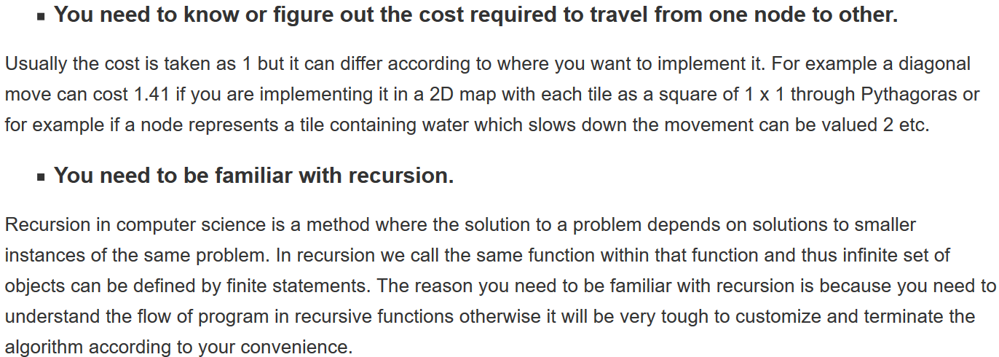 ▪ You need to know or figure out the cost required to travel from one node to other.
Usually the cost is taken as 1 but it can differ according to where you want to implement it. For example a diagonal
move can cost 1.41 if you are implementing it in a 2D map with each tile as a square of 1 x 1 through Pythagoras or
for example if a node represents a tile containing water which slows down the movement can be valued 2 etc.
▪ You need to be familiar with recursion.
Recursion in computer science is a method where the solution to a problem depends on solutions to smaller
instances of the same problem. In recursion we call the same function within that function and thus infinite set of
objects can be defined by finite statements. The reason you need to be familiar with recursion is because you need to
understand the flow of program in recursive functions otherwise it will be very tough to customize and terminate the
algorithm according to your convenience.